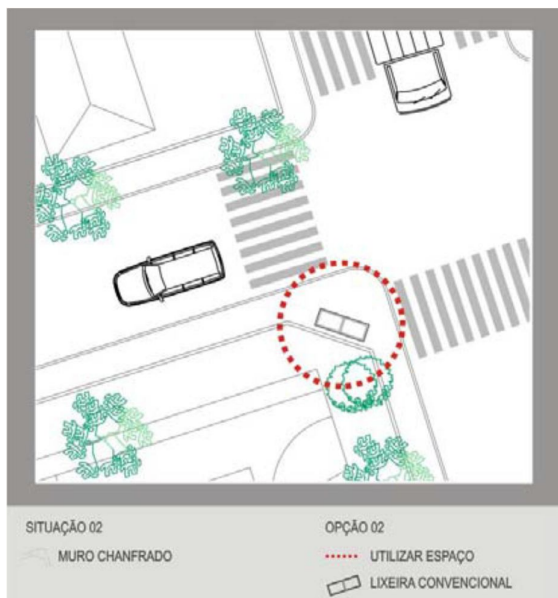 SITUAÇÃO 02
MURO CHANFRADO
OPÇÃO 02
UTILIZAR ESPAÇO
LIXEIRA CONVENCIONAL